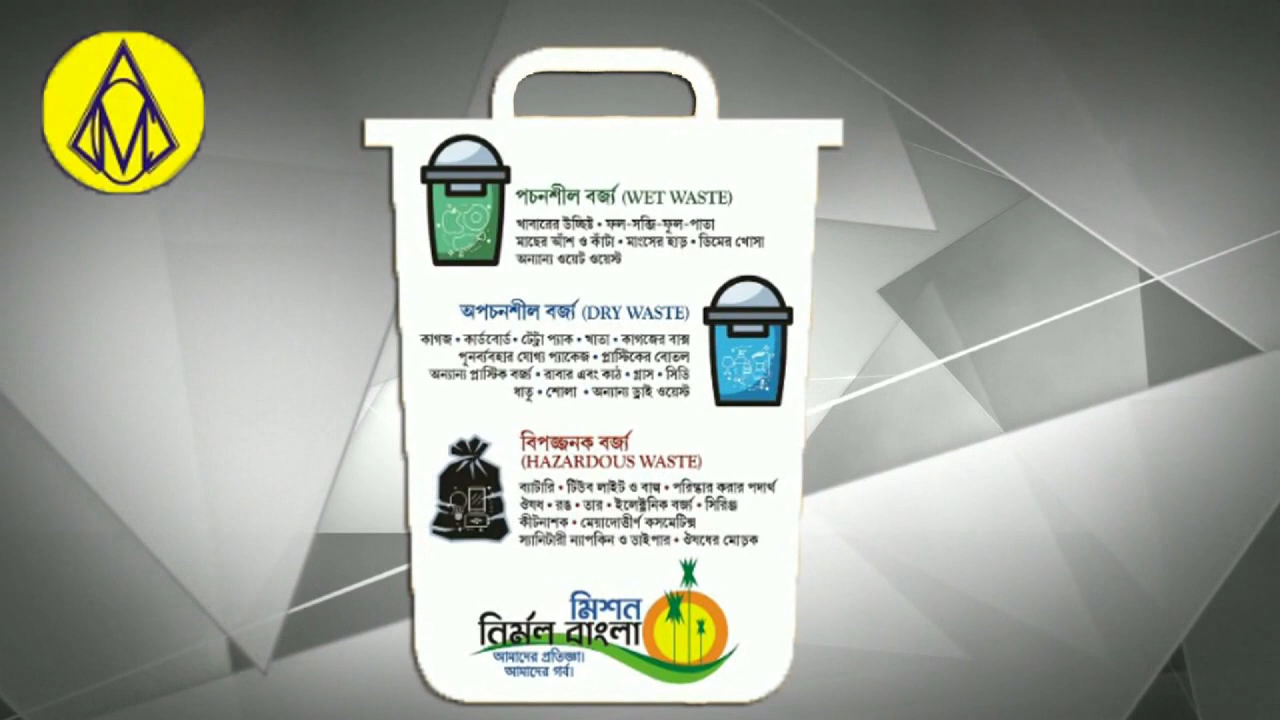 পচনশীল বর্জ্য (WET WASTE)
খাবারের উচ্ছিষ্ট • ফল-সব্জি-ফুল-পাতা
মাছের আঁশ ও কাঁটা • মাংসের হাড় • ডিমের খোসা
অন্যান্য ওয়েট ওয়েস্ট
অপচনশীল বর্জ্য (DRY WASTE)
কাগজ • কার্ডবোর্ড • টেট্রা প্যাক • খাতা • কাগজের বাক্স
পুনর্ব্যবহার যোগ্য প্যাকেজ • প্লাস্টিকের বোতল
অন্যান্য প্লাস্টিক বর্জ্য • রাবার এবং কাঠ • গ্লাস • সিডি
ধাতু • শোলা • অন্যান্য ড্রাই ওয়েস্ট
বিপজ্জনক বর্জ্য
(HAZARDOUS WASTE)
ব্যাটারি • টিউব লাইট ও বাল্ব • পরিষ্কার করার পদার্থ
ঔষধ • রঙ • তার • ইলেক্ট্রনিক বর্জ্য • সিরিঞ্জ
কীটনাশক • মেয়াদোত্তীর্ণ কসমেটিক্স
স্যানিটারী ন্যাপকিন ও ডাইপার • ঔষধের মোড়ক
মিশন
নির্মল বাংলা
আমাদের প্রতিজ্ঞা।
আমাদের গর্ব।